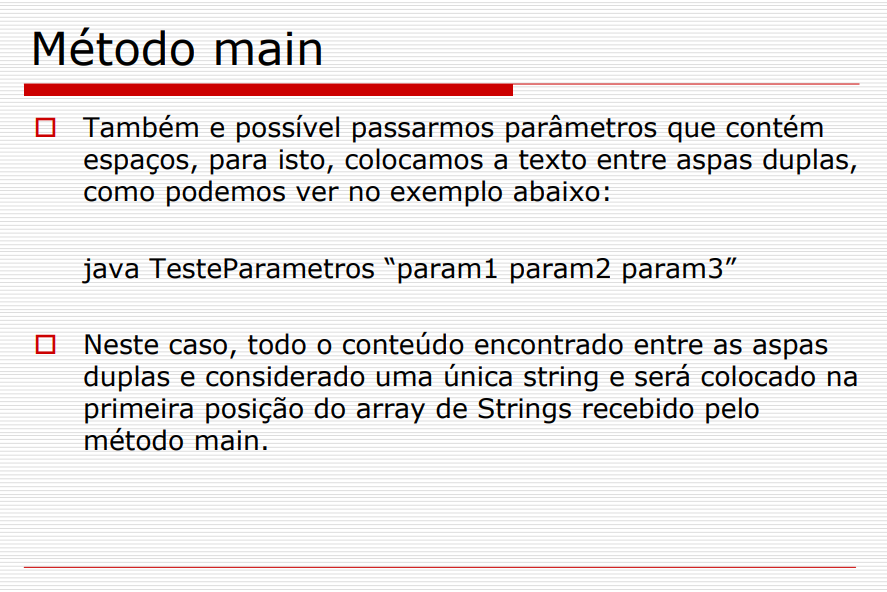 Método main
Também e possível passarmos parâmetros que contém
espaços, para isto, colocamos a texto entre aspas duplas,
como podemos ver no exemplo abaixo:
java TesteParametros “param1 param2 param3”
Neste caso, todo o conteúdo encontrado entre as aspas
duplas e considerado uma única string e será colocado na
primeira posição do array de Strings recebido pelo
método main.